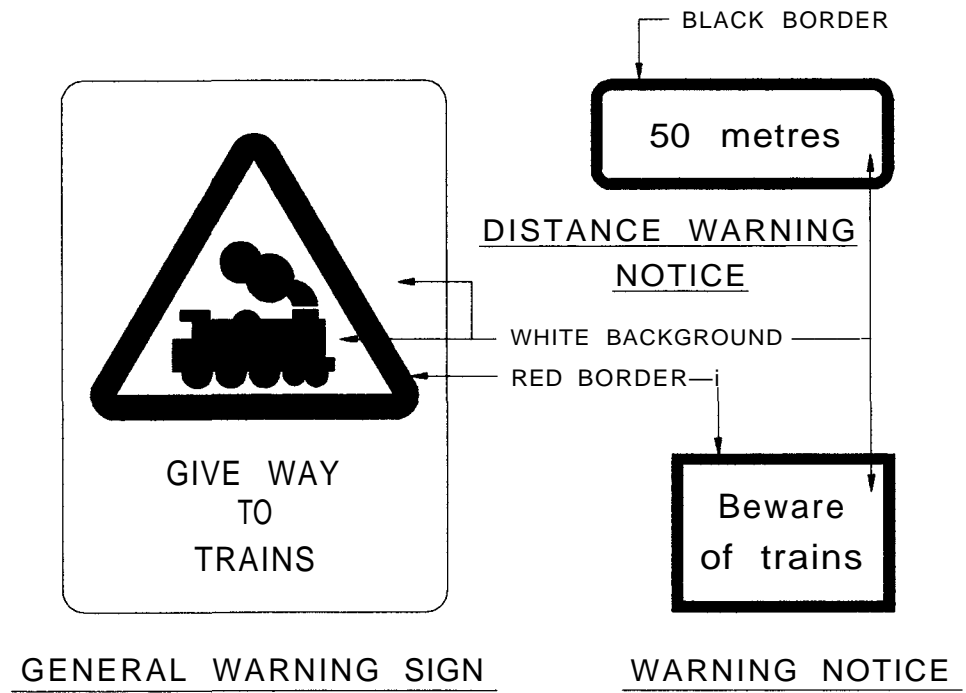 BLACK BORDER
50 metres
DISTANCE WARNING
NOTICE
WHITE BACKGROUND
RED BORDER
GIVE WAY
TO
TRAINS
Beware
of trains
GENERAL WARNING SIGN
WARNING NOTICE